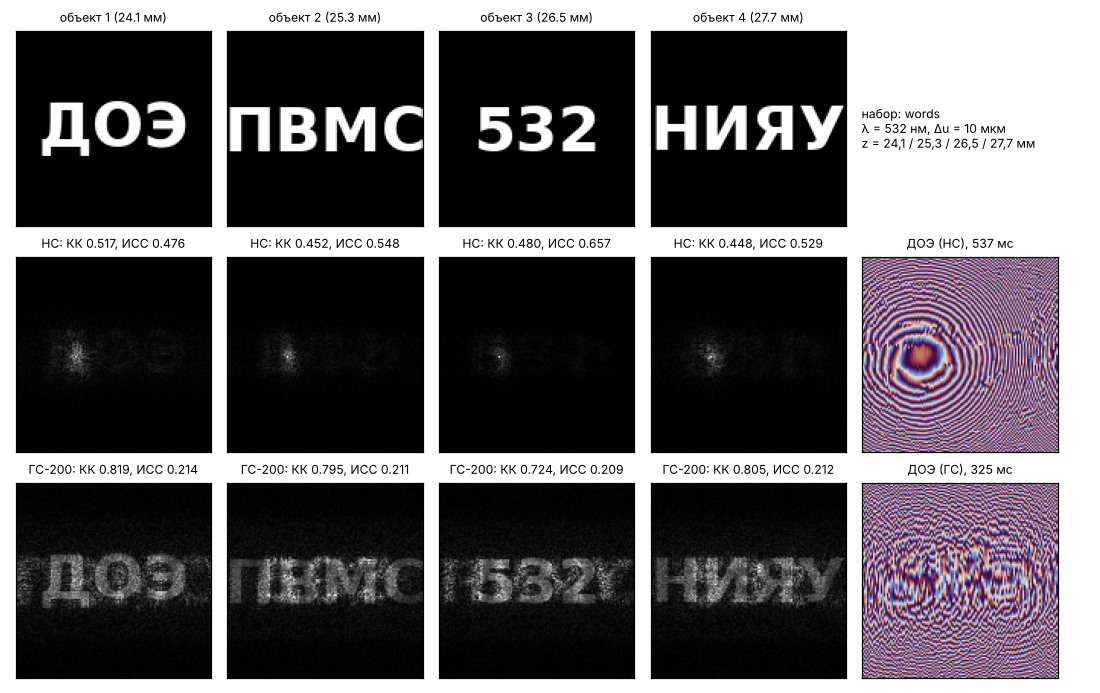 объект 1 (24.1 мм)
объект 2 (25.3 мм)
объект 3 (26.5 мм)
объект 4 (27.7 мм)
ДОЭ
ПВМС
532
НИЯУ
набор: words
λ = 532 нм, Δu = 10 мкм
z = 24,1 / 25,3 / 26,5 / 27,7 мм
НС: КК 0.517, ИСС 0.476
НС: КК 0.452, ИСС 0.548
НС: КК 0.480, ИСС 0.657
НС: КК 0.448, ИСС 0.529
ДОЭ (НС), 537 мс
ГС-200: КК 0.819, ИСС 0.214
ГС-200: КК 0.795, ИСС 0.211
ГС-200: КК 0.724, ИСС 0.209
ГС-200: КК 0.805, ИСС 0.212
ДОЭ (ГС), 325 мс
ДОЭ
ПВМС
532
НИЯУ